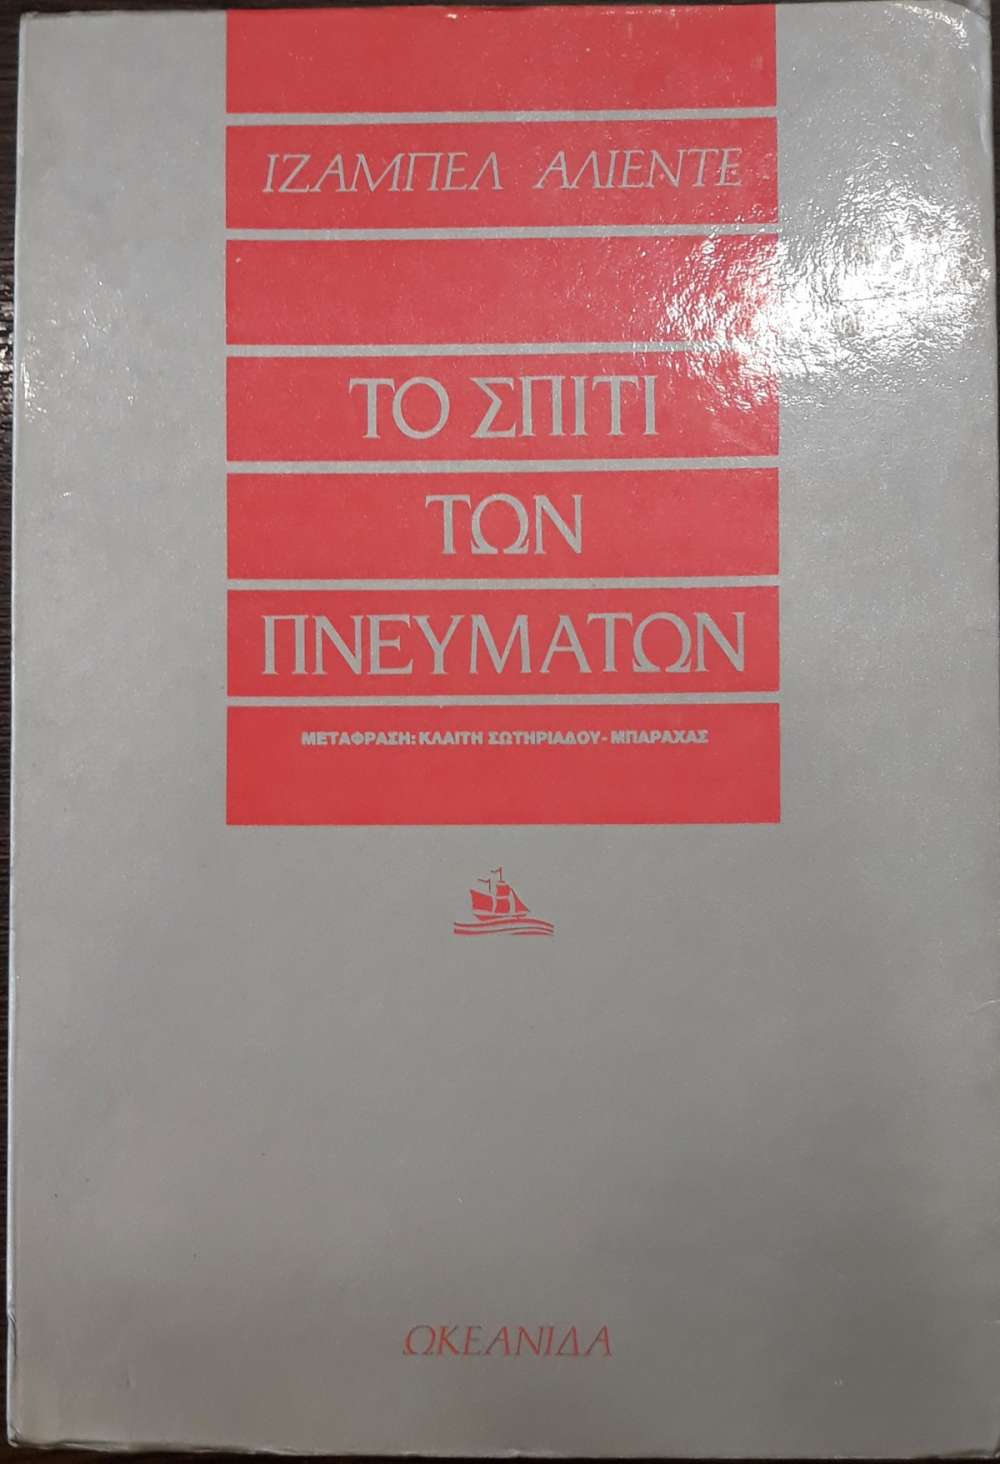 ΙΖΑΜΠΕΛ ΑΛΙΕΝΤΕ
ΤΟ ΣΠΙΤΙ
ΤΩΝ
ΠΝΕΥΜΑΤΩΝ
ΜΕΤΑΦΡΑΣΗ: ΚΛΑΙΤΗ ΣΩΤΗΡΙΑΔΟΥ-ΜΠΑΡΑΧΑΣ
ΩΚΕΑΝΙΔΑ